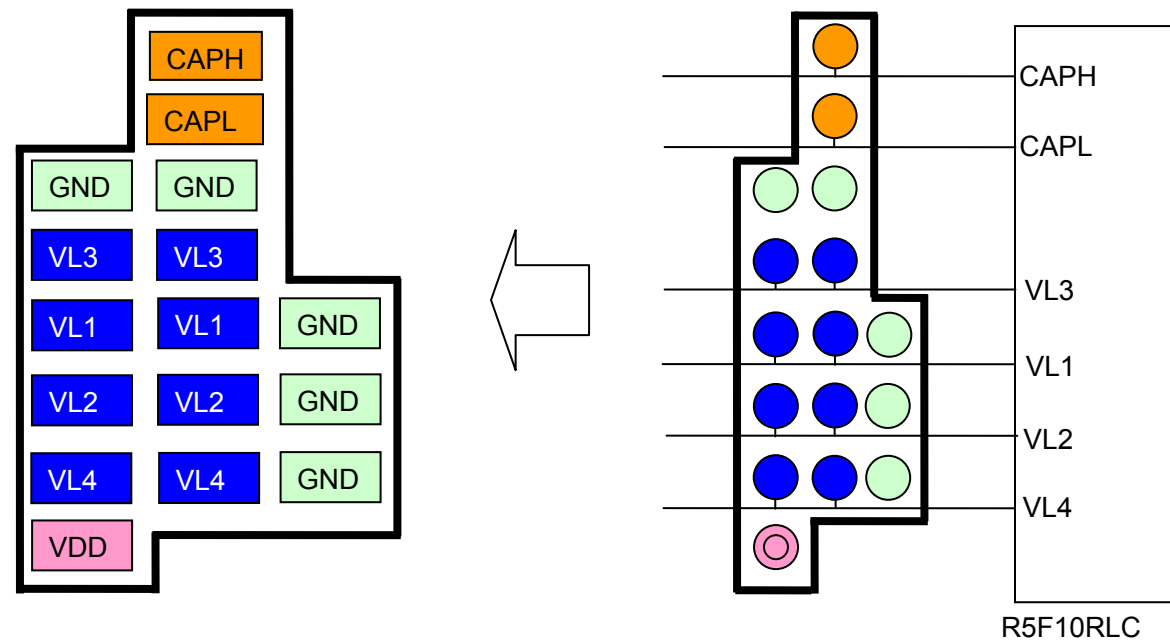 CAPH
CAPL
GND GND
VL3 VL3
VL1 VL1 GND
VL2 VL2 GND
VL4 VL4 GND
VDD
CAPH
CAPL
VL3
VL1
VL2
VL4
R5F10RLC